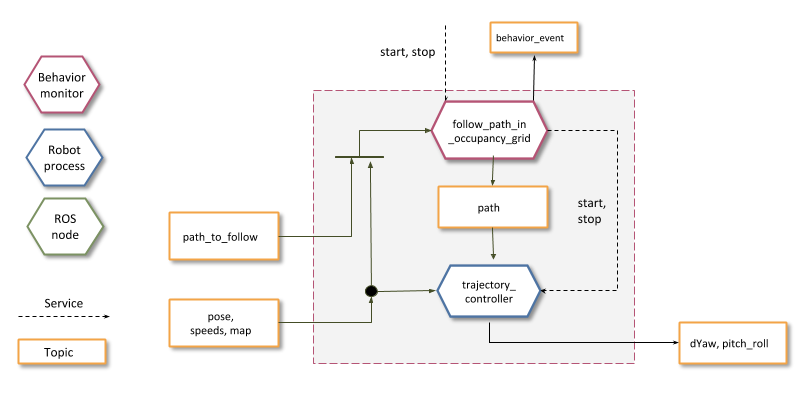 Behavior
monitor
Robot
process
ROS
node
Service
Topic
start, stop
behavior_event
follow_path_in
_occupancy_grid
path
start,
stop
path_to_follow
trajectory_
controller
pose,
speeds, map
dYaw, pitch_roll